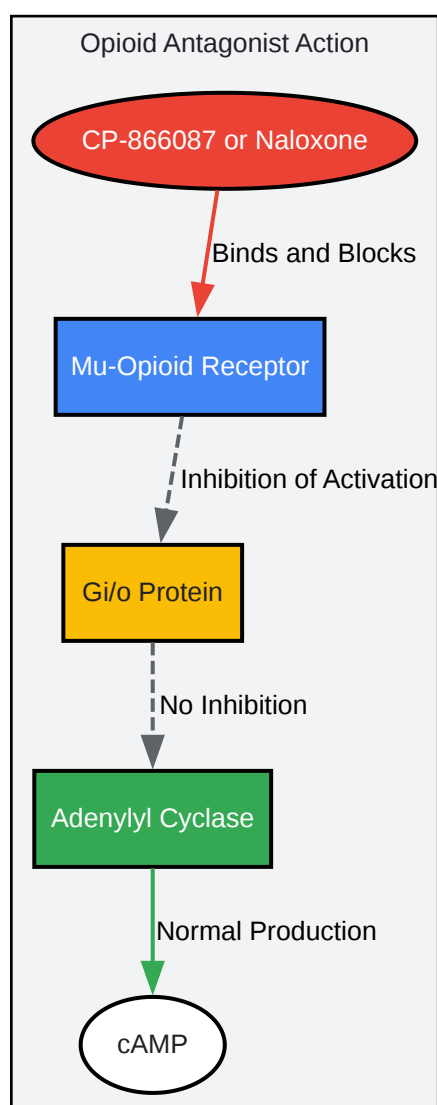 Opioid Antagonist Action
CP-866087 or Naloxone
Binds and Blocks
Mu-Opioid Receptor
Inhibition of Activation
Gi/o Protein
No Inhibition
Adenylyl Cyclase
Normal Production
cAMP